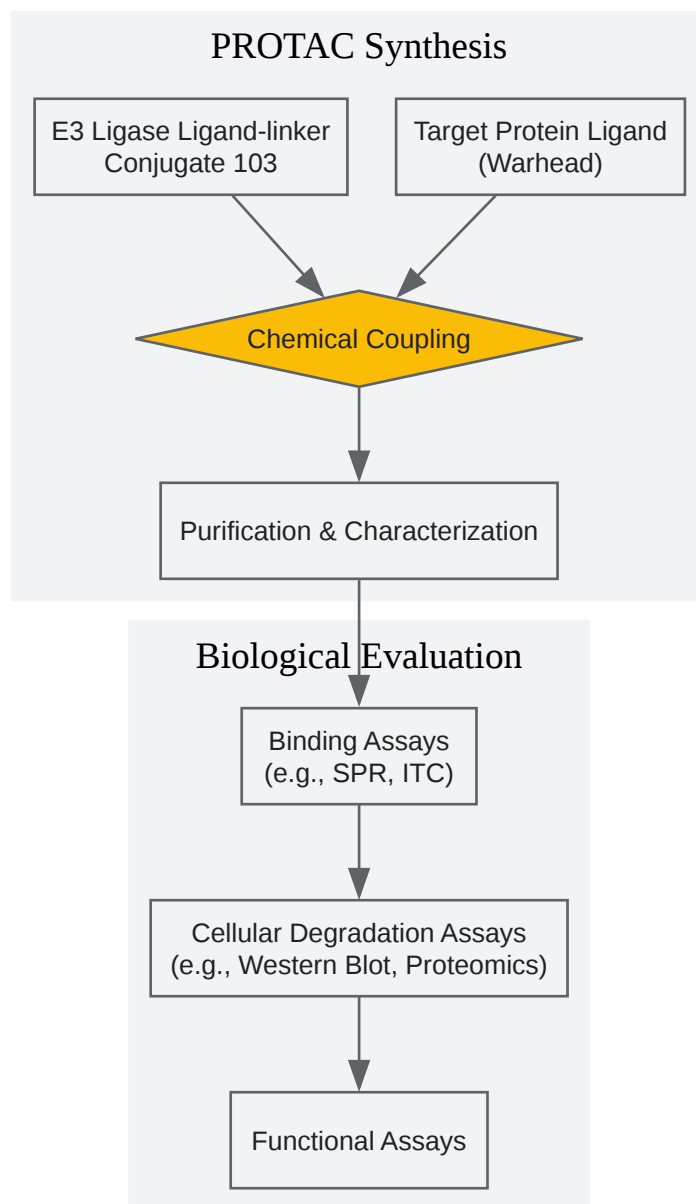 PROTAC Synthesis
E3 Ligase Ligand-linker
Conjugate 103
Target Protein Ligand
(Warhead)
Chemical Coupling
Purification & Characterization
Biological Evaluation
Binding Assays
(e.g., SPR, ITC)
Cellular Degradation Assays
(e.g., Western Blot, Proteomics)
Functional Assays